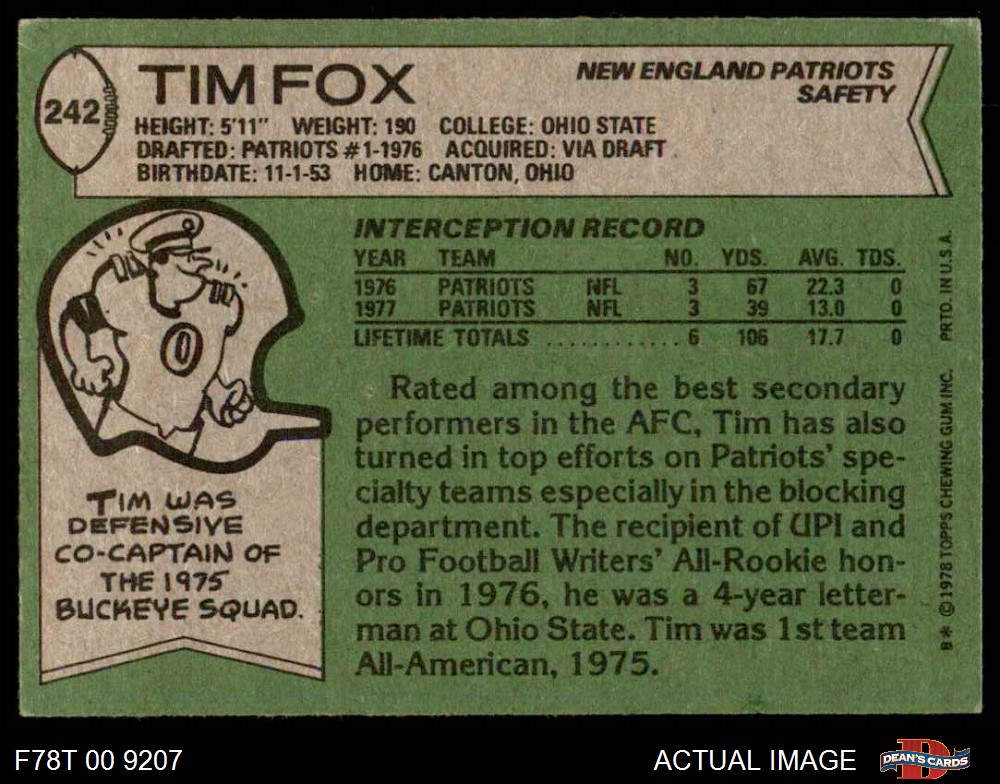 242
TIM FOX
NEW ENGLAND PATRIOTS
SAFETY
HEIGHT: 5'11" WEIGHT: 190 COLLEGE: OHIO STATE
DRAFTED: PATRIOTS #1-1976 ACQUIRED: VIA DRAFT
BIRTHDATE: 11-1-53 HOME: CANTON, OHIO
INTERCEPTION RECORD
YEAR TEAM NO. YDS. AVG. TDS.
1976 PATRIOTS NFL 3 67 22.3 0
1977 PATRIOTS NFL 3 39 13.0 0
LIFETIME TOTALS ............ 6 106 17.7 0
0
TIM WAS
DEFENSIVE
CO-CAPTAIN OF
THE 1975
BUCKEYE SQUAD.
Rated among the best secondary
performers in the AFC, Tim has also
turned in top efforts on Patriots' spe-
cialty teams especially in the blocking
department. The recipient of UPI and
Pro Football Writers' All-Rookie hon-
ors in 1976, he was a 4-year letter-
man at Ohio State. Tim was 1st team
All-American, 1975.
B* © 1978 TOPPS CHEWING GUM INC. PRTD. IN U.S.A.
F78T 00 9207
ACTUAL IMAGE
D
DEAN'S CARDS